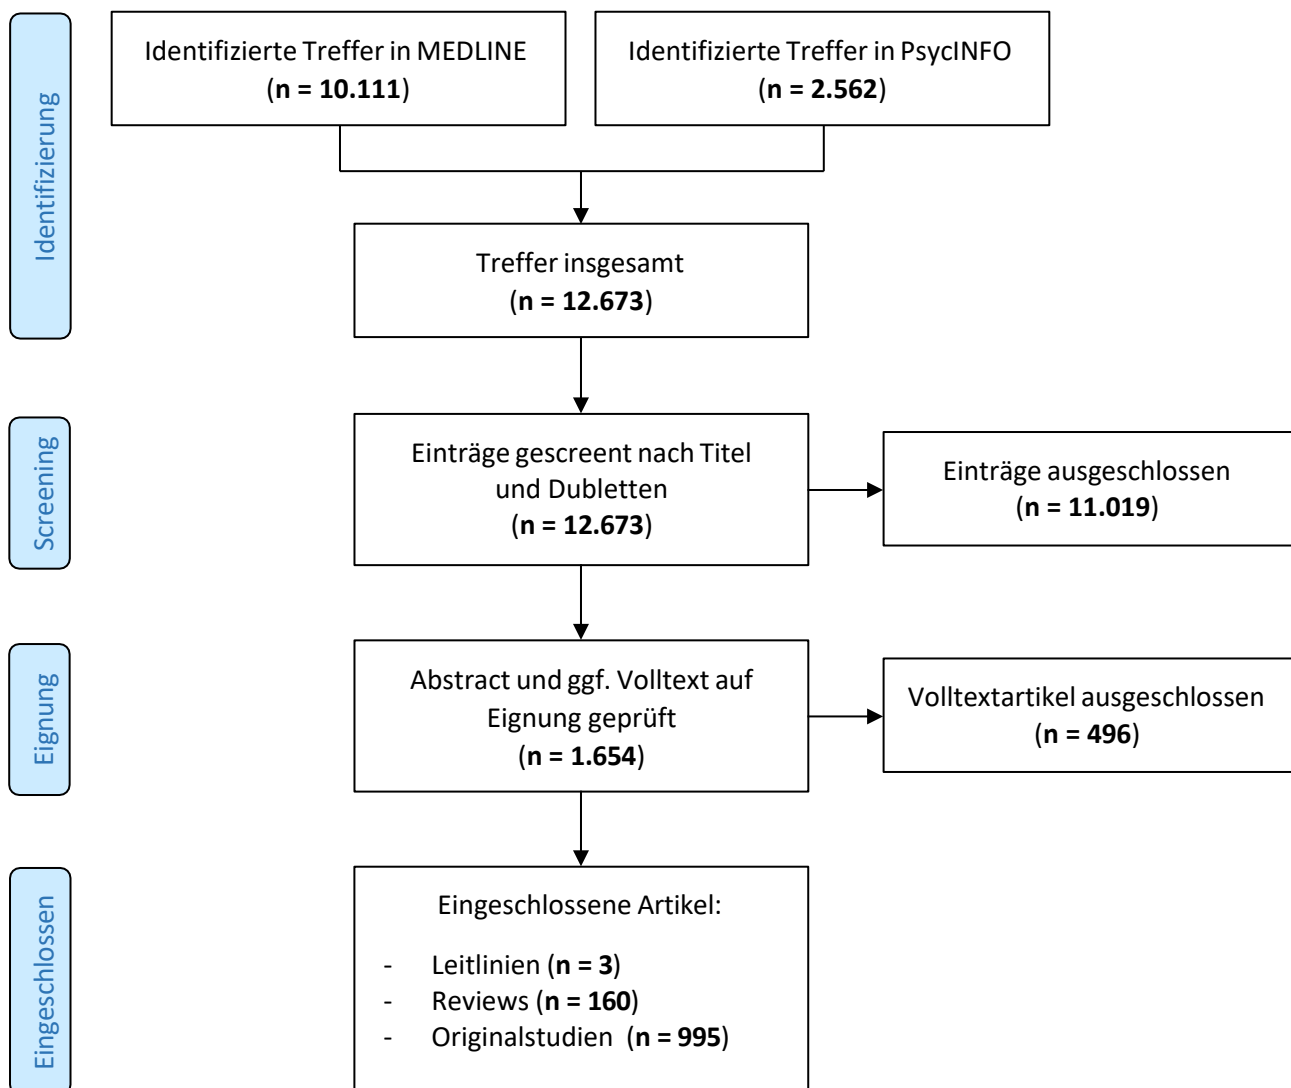 Identifizierung
Identifizierte Treffer in MEDLINE
(n = 10.111)
Identifizierte Treffer in PsycINFO
(n = 2.562)
Treffer insgesamt
(n = 12.673)
Screening
Einträge gescreent nach Titel
und Dubletten
(n = 12.673)
Einträge ausgeschlossen
(n = 11.019)
Eignung
Abstract und ggf. Volltext auf
Eignung geprüft
(n = 1.654)
Volltextartikel ausgeschlossen
(n = 496)
Eingeschlossen
Eingeschlossene Artikel:
- Leitlinien (n = 3)
- Reviews (n = 160)
- Originalstudien (n = 995)